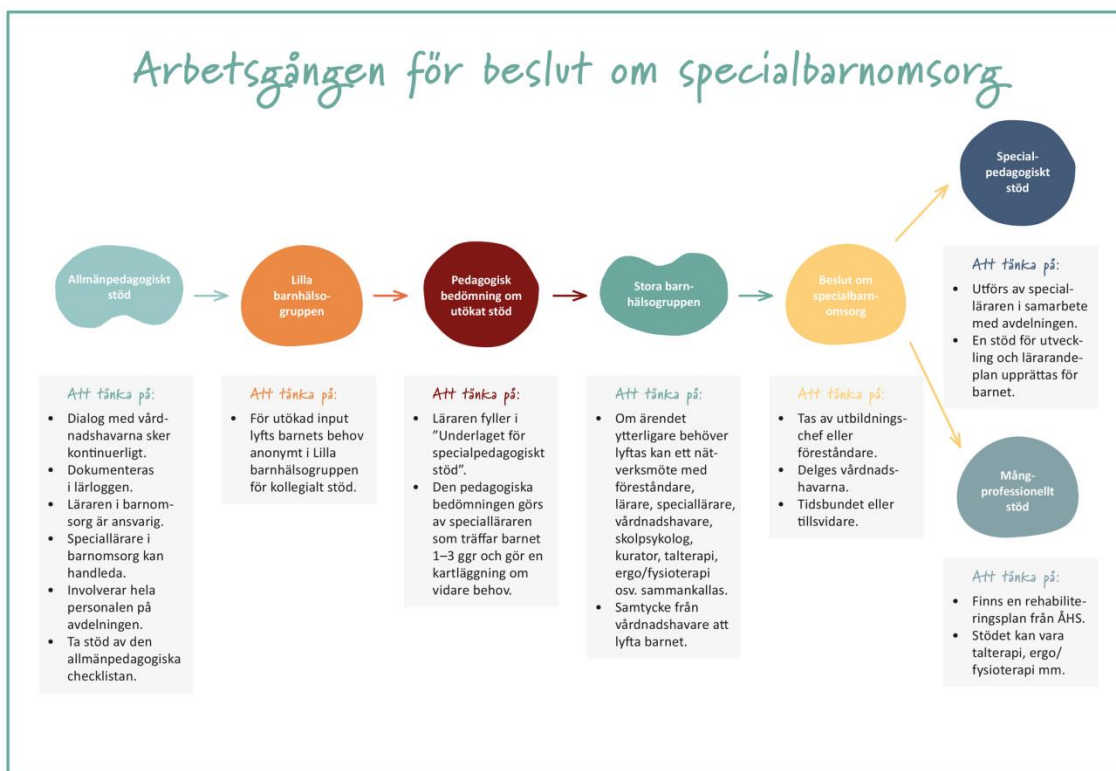 Arbetsgången för beslut om specialbarnomsorg
Allmänpedagogiskt
stöd
Att tänka på:
• Dialog med vård-
nadshavarna sker
kontinuerligt.
• Dokumenteras
i lärloggen.
• Läraren i barnom-
sorg är ansvarig.
• Speciallärare i
barnomsorg kan
handleda.
• Involverar hela
personalen på
avdelningen.
• Ta stöd av den
allmänpedagogiska
checklistan.
Lilla
barnhälso-
gruppen
Att tänka på:
• För utökad input
lyfts barnets behov
anonymt i Lilla
barnhälsogruppen
för kollegialt stöd.
Pedagogisk
bedömning om
utökat stöd
Att tänka på:
• Läraren fyller i
”Underlaget för
specialpedagogiskt
stöd”.
• Den pedagogiska
bedömningen görs
av specialläraren
som träffar barnet
1–3 ggr och gör en
kartläggning om
vidare behov.
Stora barn-
hälsogruppen
Att tänka på:
• Om ärendet
ytterligare behöver
lyftas kan ett nät-
verksmöte med
föreståndare,
lärare, speciallärare,
vårdnadshavare,
skolpsykolog,
kurator, talterapi,
ergo/fysioterapi
osv. sammankallas.
• Samtycke från
vårdnadshavare att
lyfta barnet.
Beslut om
specialbarn-
omsorg
Att tänka på:
• Tas av utbildnings-
chef eller
föreståndare.
• Delges vårdnads-
havarna.
• Tidsbundet eller
tillsvidare.
Special-
pedagogiskt
stöd
Att tänka på:
• Utförs av special-
läraren i samarbete
med avdelningen.
• En stöd för utveck-
ling och lärarande-
plan upprättas för
barnet.
Mång-
professionellt
stöd
Att tänka på:
• Finns en rehabilite-
ringsplan från ÅHS.
• Stödet kan vara
talterapi, ergo/
fysioterapi mm.